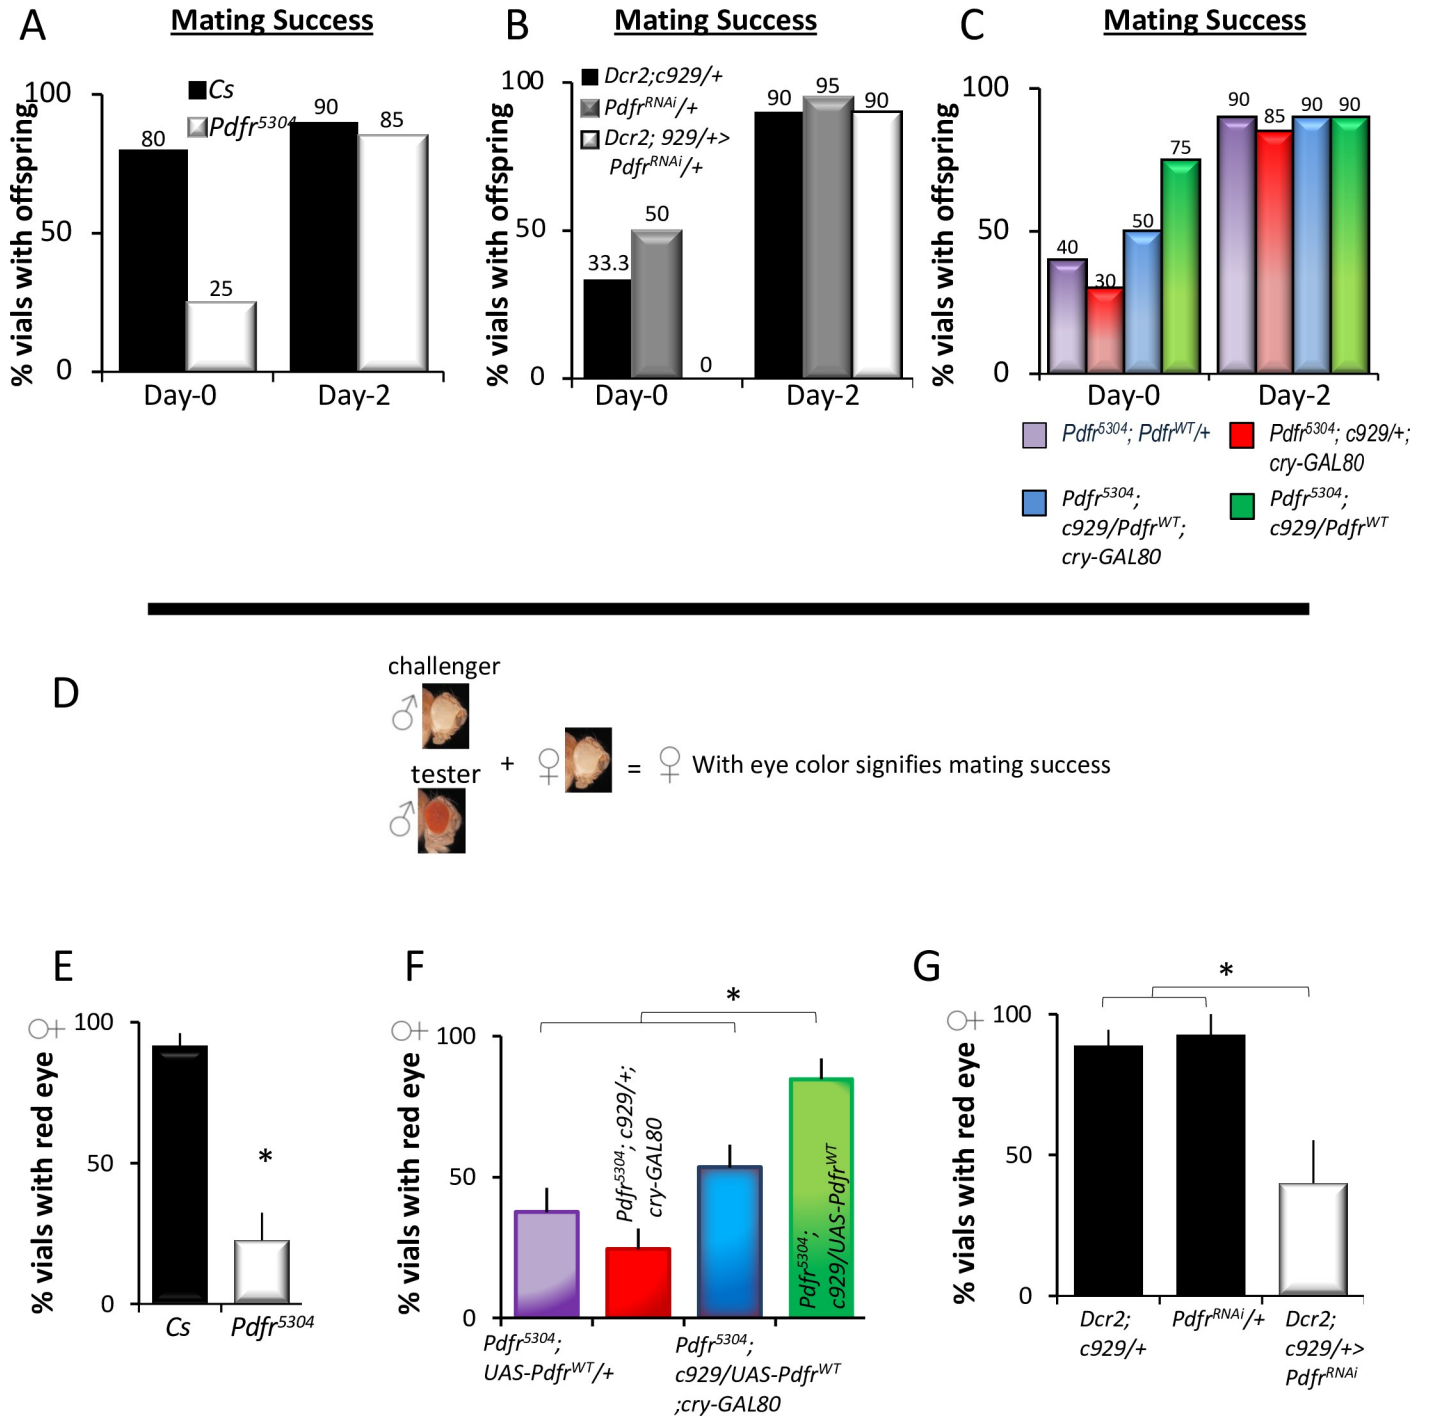 A
Mating Success
% vials with offspring
100
50
0
Cs
Pdfr5304
80
25
90
85
Day-0
Day-2
B
Mating Success
% vials with offspring
100
50
0
Dcr2;c929/+
PdfrRNAi/+
Dcr2; 929/+>
PdfrRNAi/+
33.3
50
0
90
95
90
Day-0
Day-2
C
Mating Success
% vials with offspring
100
50
0
40
30
50
75
90
85
90
90
Day-0
Day-2
Pdfr5304; PdfrWT/+
Pdfr5304; c929/+;
cry-GAL80
Pdfr5304;
c929/PdfrWT;
cry-GAL80
Pdfr5304;
c929/PdfrWT
D
challenger
♂
tester
♂
+
♀
=
♀ With eye color signifies mating success
E
% vials with red eye ♀
100
50
0
*
Cs
Pdfr5304
F
% vials with red eye ♀
100
50
0
*
Pdfr5304;
UAS-PdfrWT/+
Pdfr5304; c929/+;
cry-GAL80
Pdfr5304;
c929/UAS-PdfrWT
;cry-GAL80
Pdfr5304;
c929/UAS-PdfrWT
G
% vials with red eye ♀
100
50
0
*
Dcr2;
c929/+
PdfrRNAi/+
Dcr2;
c929/+>
PdfrRNAi